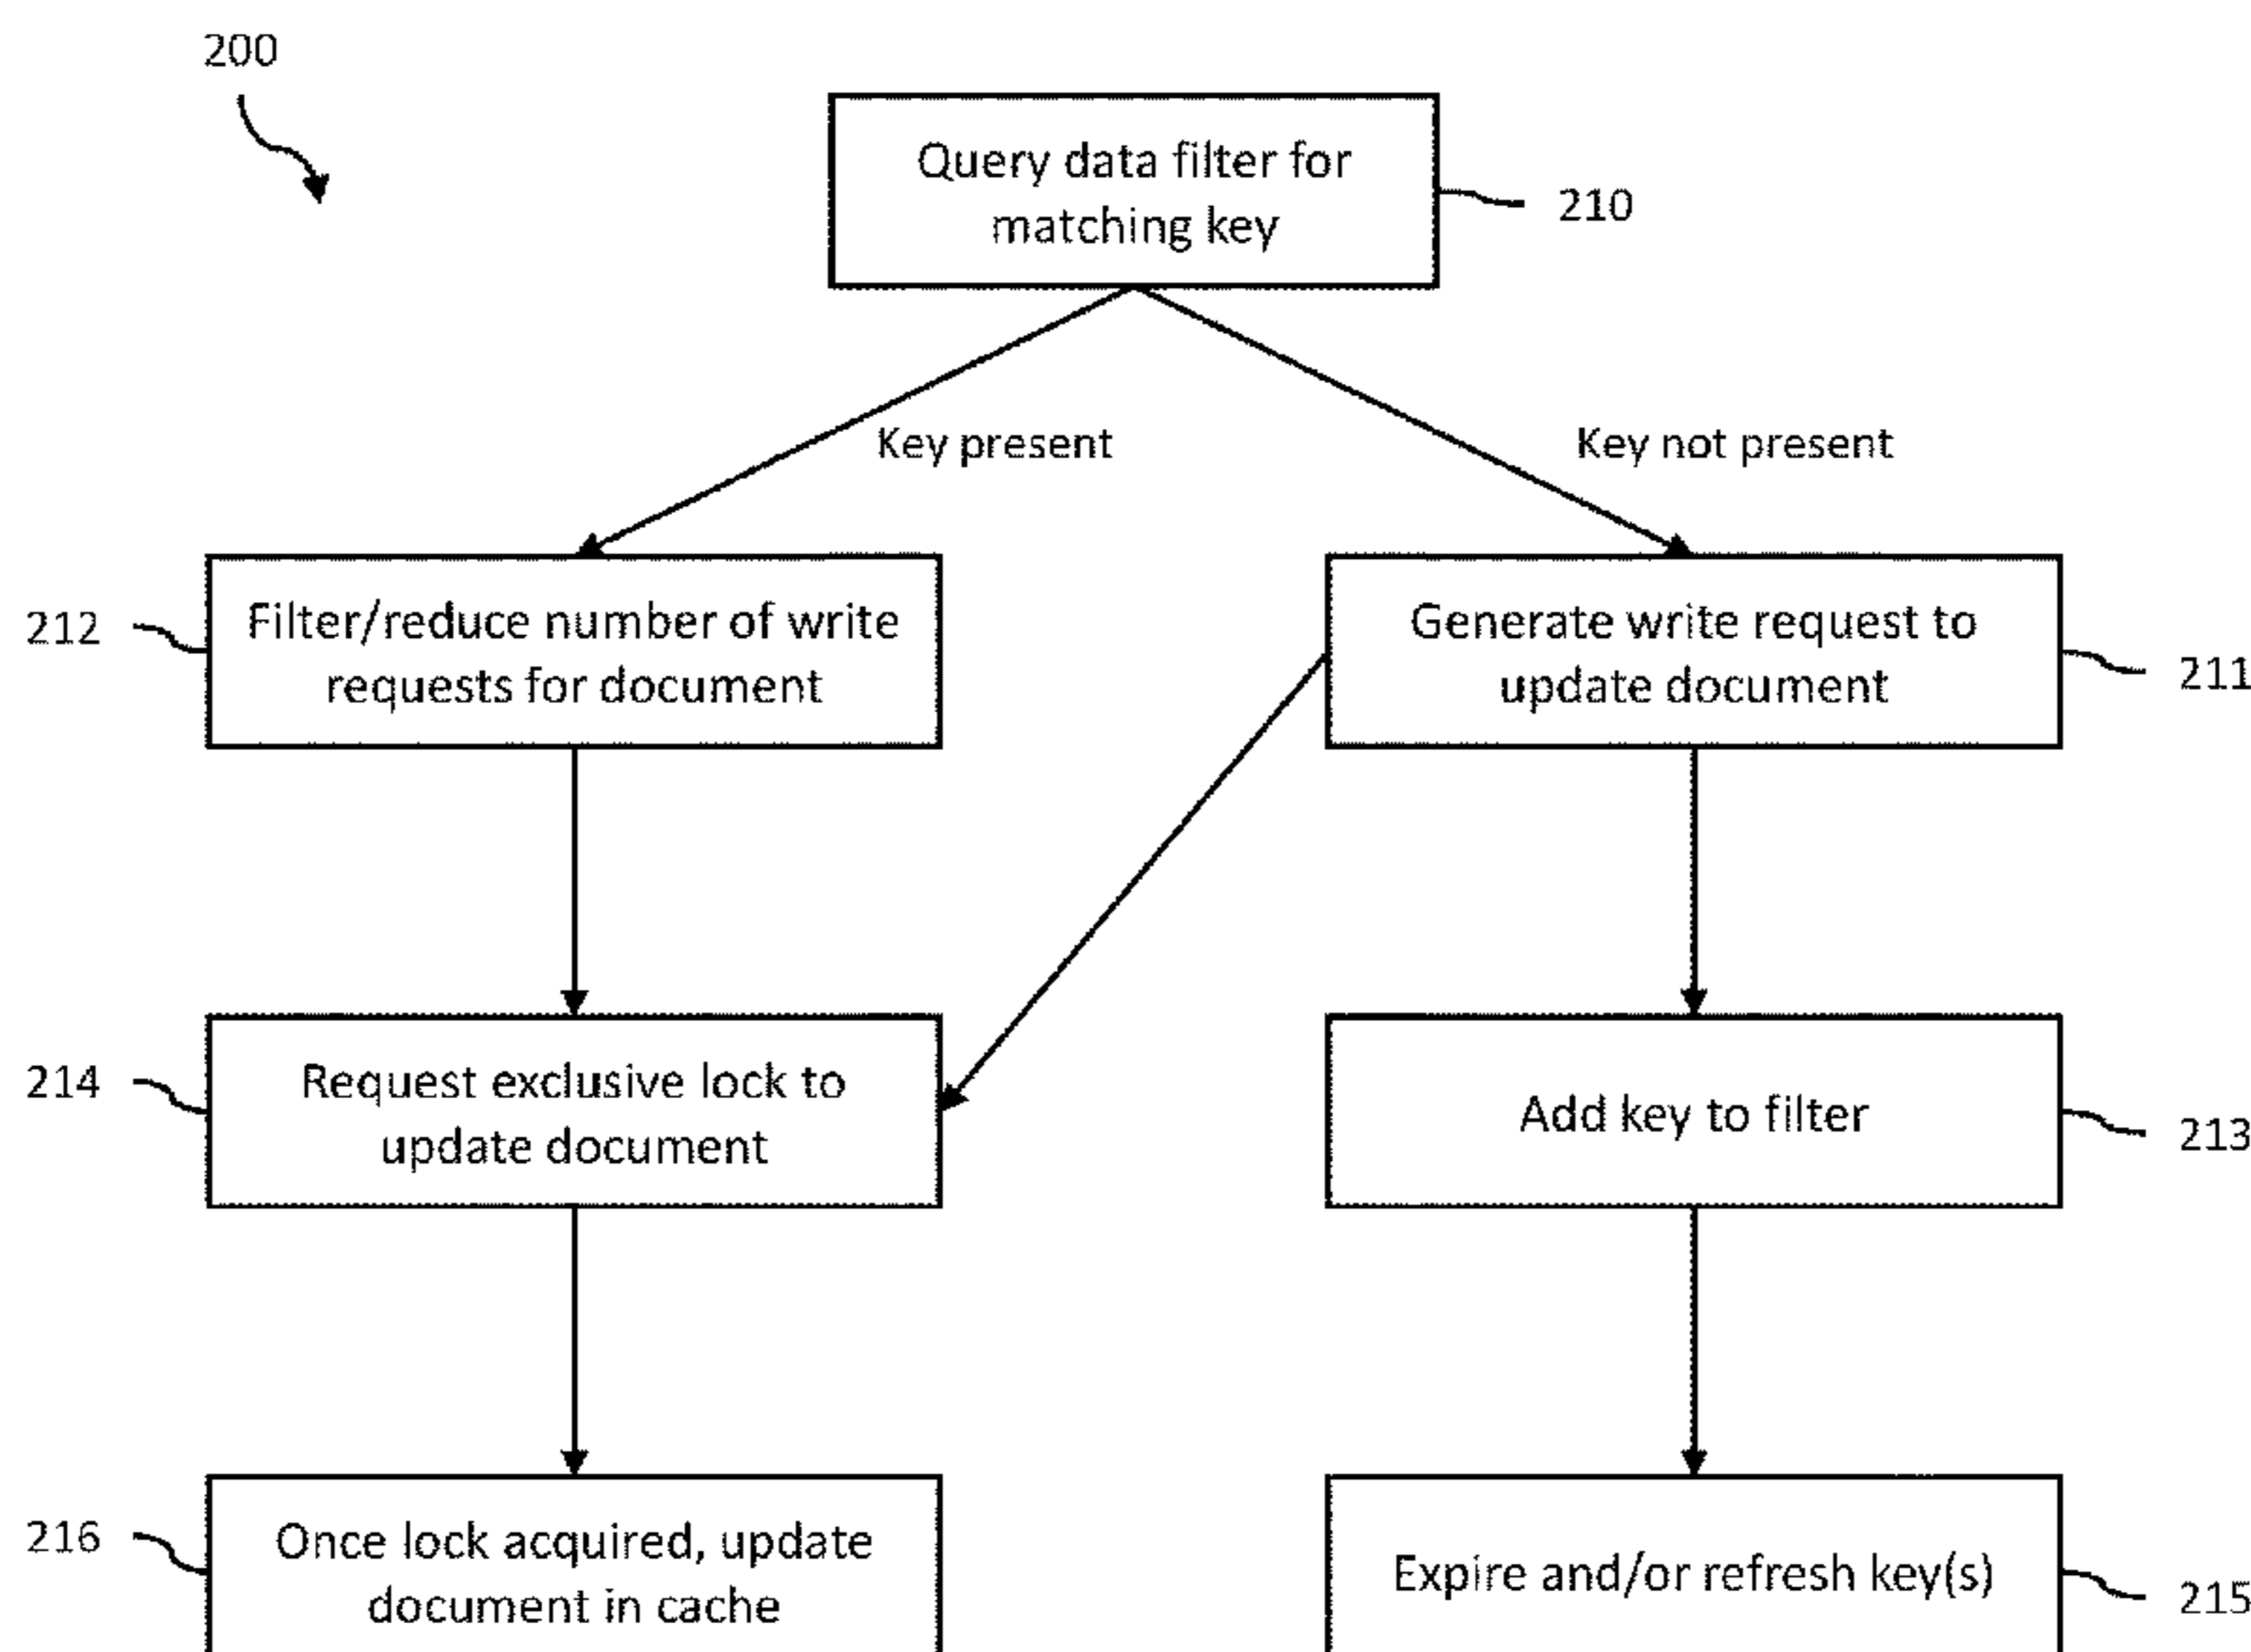 200
Query data filter for
matching key
210
Key present
Key not present
212
Filter/reduce number of write
requests for document
Generate write request to
update document
211
214
Request exclusive lock to
update document
Add key to filter
213
216
Once lock acquired, update
document in cache
Expire and/or refresh key(s)
215